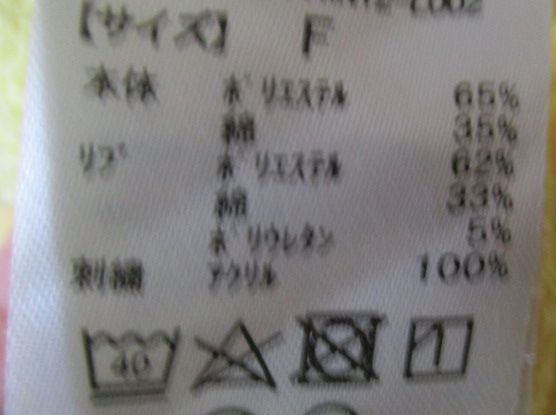 【サイズ】 F
本体 ポリエステル 65%
綿 35%
リブ ポリエステル 62%
綿 33%
ポリウレタン 5%
刺繍 アクリル 100%
40